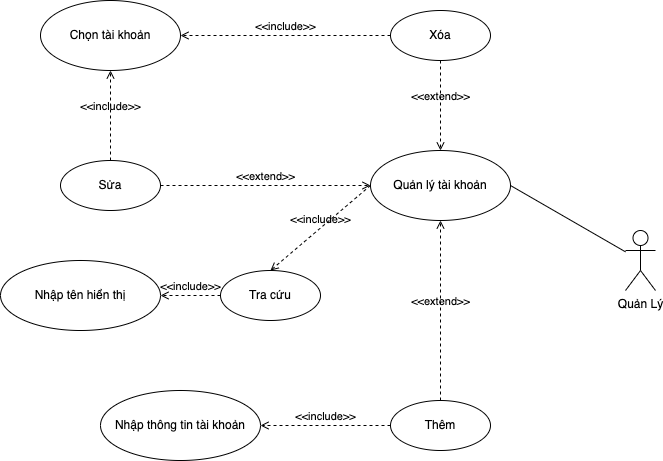 Chọn tài khoản
<<include>>
Xóa
<<include>>
<<extend>>
Sửa
<<extend>>
Quản lý tài khoản
<<include>>
Nhập tên hiển thị
<<include>>
Tra cứu
<<extend>>
Quản Lý
Nhập thông tin tài khoản
<<include>>
Thêm